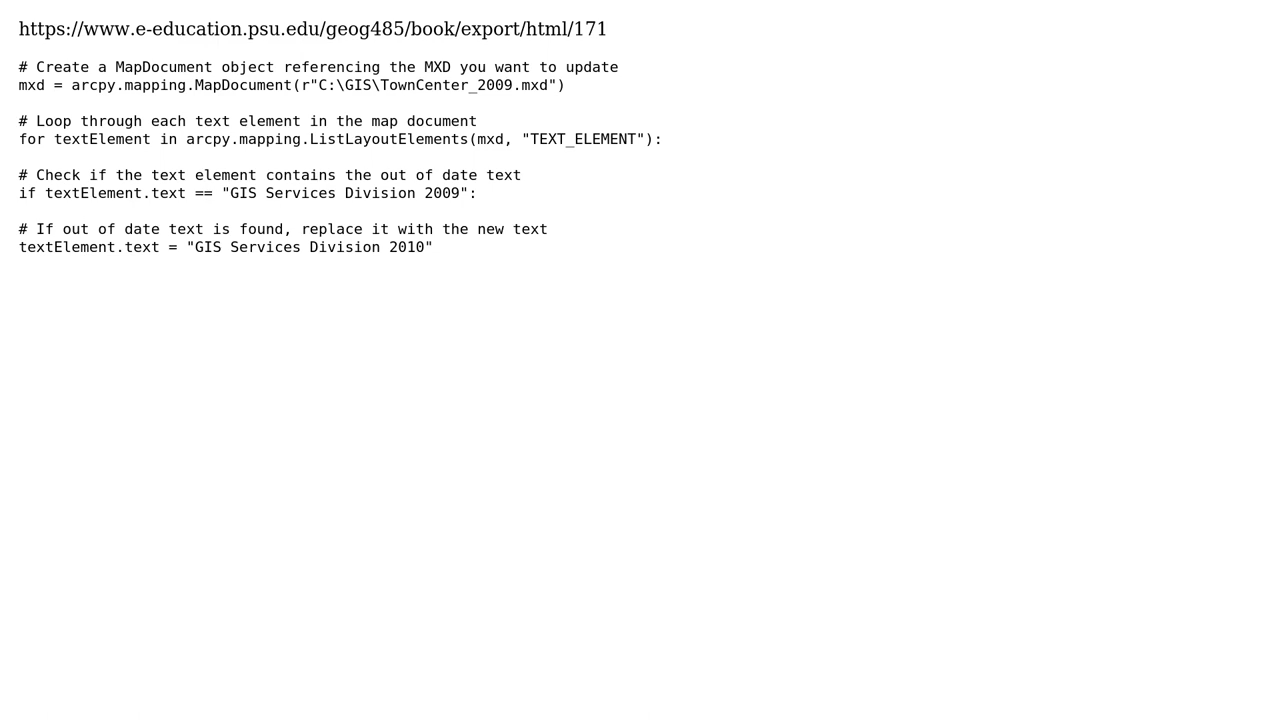 https://www.e-education.psu.edu/geog485/book/export/html/171
# Create a MapDocument object referencing the MXD you want to update
mxd = arcpy.mapping.MapDocument(r"C:\GIS\TownCenter_2009.mxd")
# Loop through each text element in the map document
for textElement in arcpy.mapping.ListLayoutElements(mxd, "TEXT_ELEMENT"):
# Check if the text element contains the out of date text
if textElement.text == "GIS Services Division 2009":
# If out of date text is found, replace it with the new text
textElement.text = "GIS Services Division 2010"